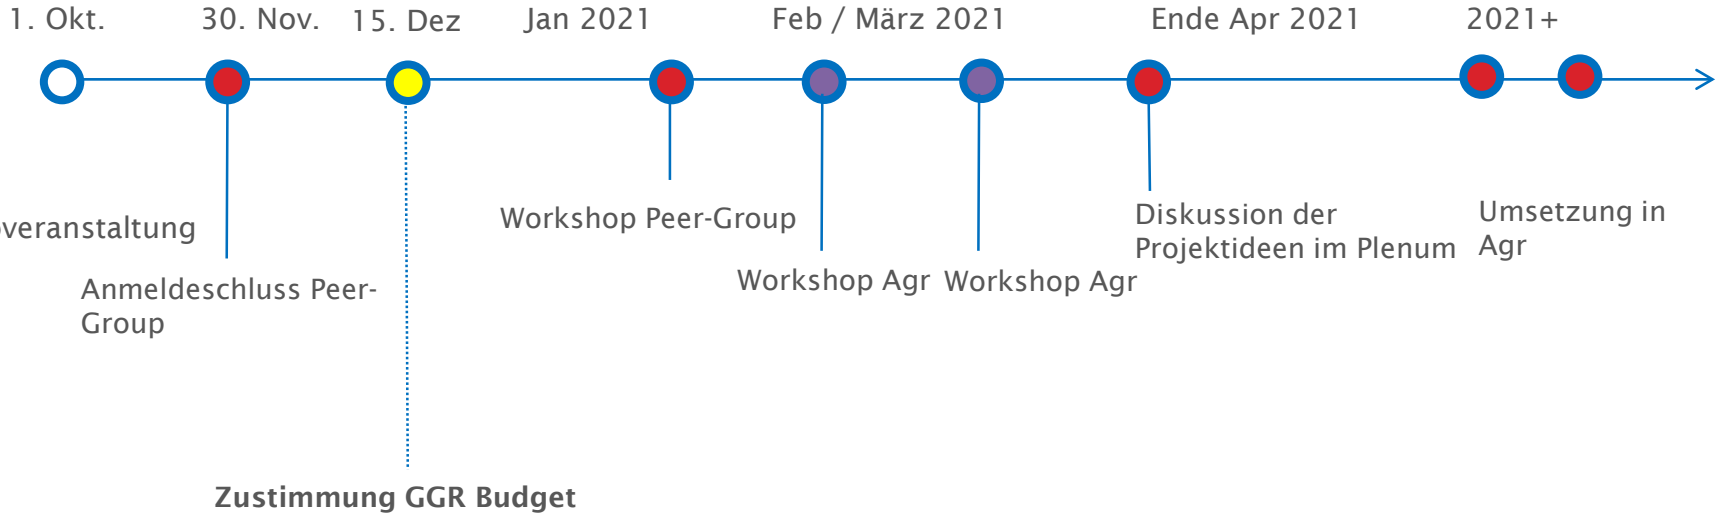 1. Okt.
30. Nov.
15. Dez
Jan 2021
Feb / März 2021
Ende Apr 2021
2021+
veranstaltung
Anmeldeschluss Peer-
Group
Zustimmung GGR Budget
Workshop Peer-Group
Workshop Agr
Workshop Agr
Diskussion der
Projektideen im Plenum
Umsetzung in
Agr